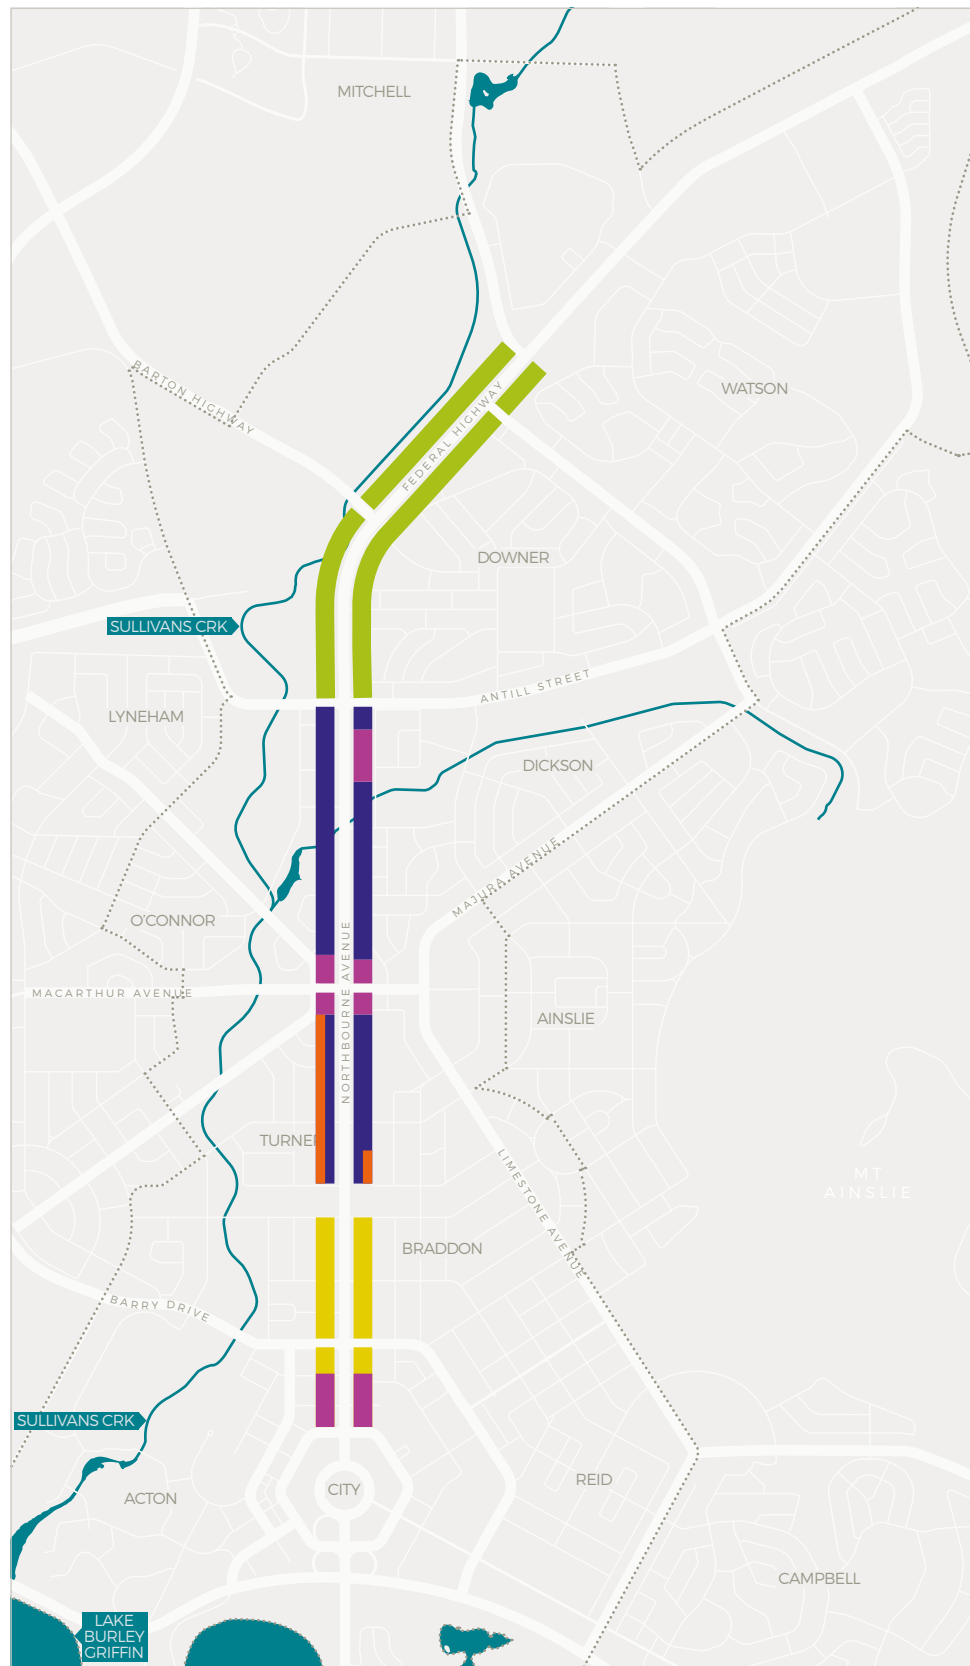 MITCHELL
BARTON HIGHWAY
WATSON
FEDERAL HIGHWAY
DOWNER
SULLIVANS CRK
ANTILL STREET
LYNEHAM
DICKSON
MAJURA AVENUE
O'CONNOR
NORTHBOURNE AVENUE
MACARTHUR AVENUE
AINSLIE
TURNER
LIMESTONE AVENUE
MT
AINSLIE
BRADDON
BARRY DRIVE
SULLIVANS CRK
REID
CITY
ACTON
CAMPBELL
LAKE
BURLEY
GRIFFIN